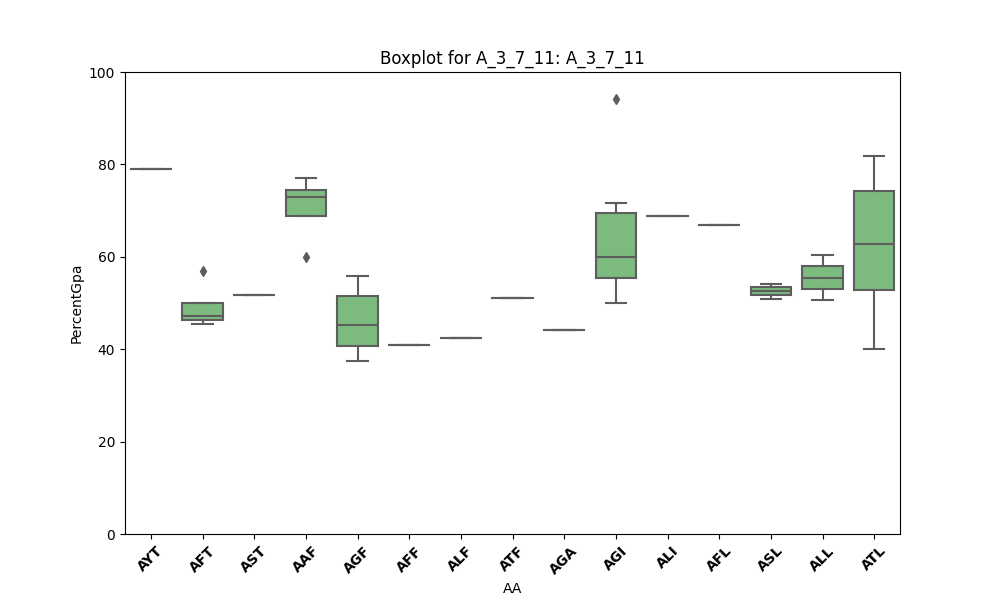 Boxplot for A_3_7_11: A_3_7_11
100
80
60
40
20
0
PercentGpa
AYT AFT AST AAF AGF AFF ALF ATF AGA AGI ALI AFL ASL ALL ATL
AA